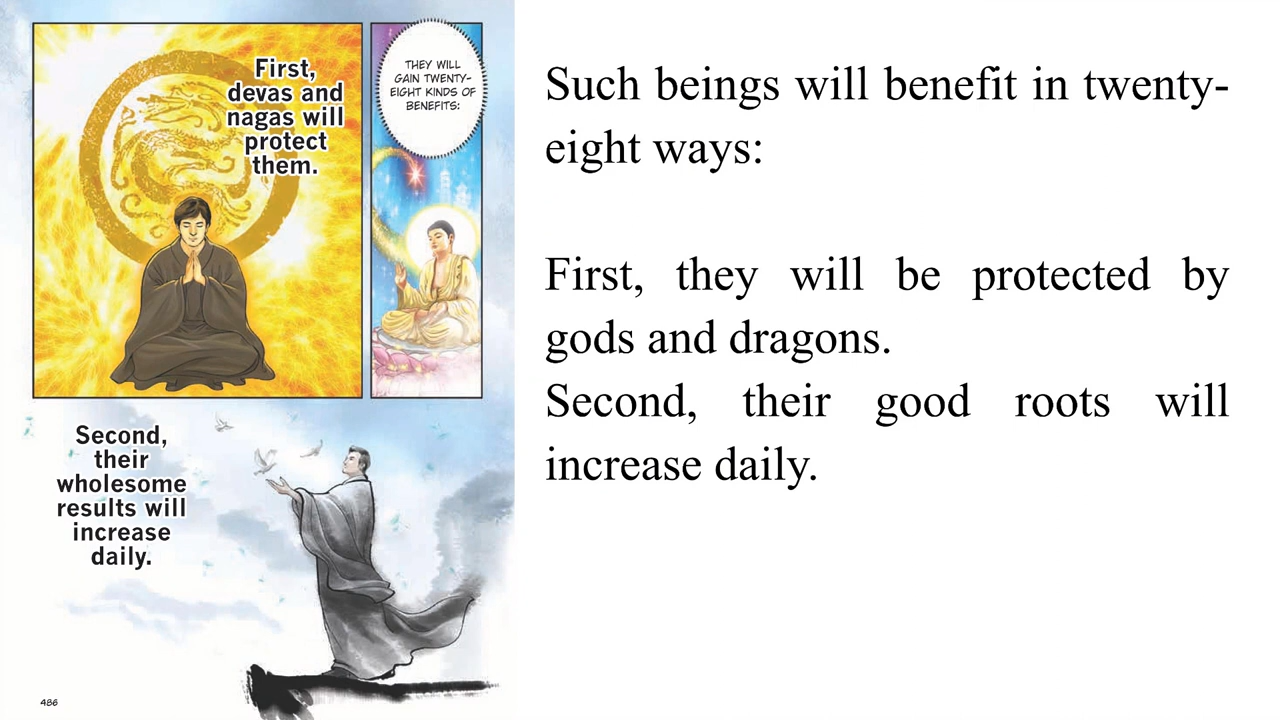 First,
devas and
nagas will
protect
them.
THEY WILL
GAIN TWENTY-
EIGHT KINDS OF
BENEFITS:
Second,
their
wholesome
results will
increase
daily.
486
Such beings will benefit in twenty-
eight ways:
First, they will be protected by
gods and dragons.
Second, their good roots will
increase daily.